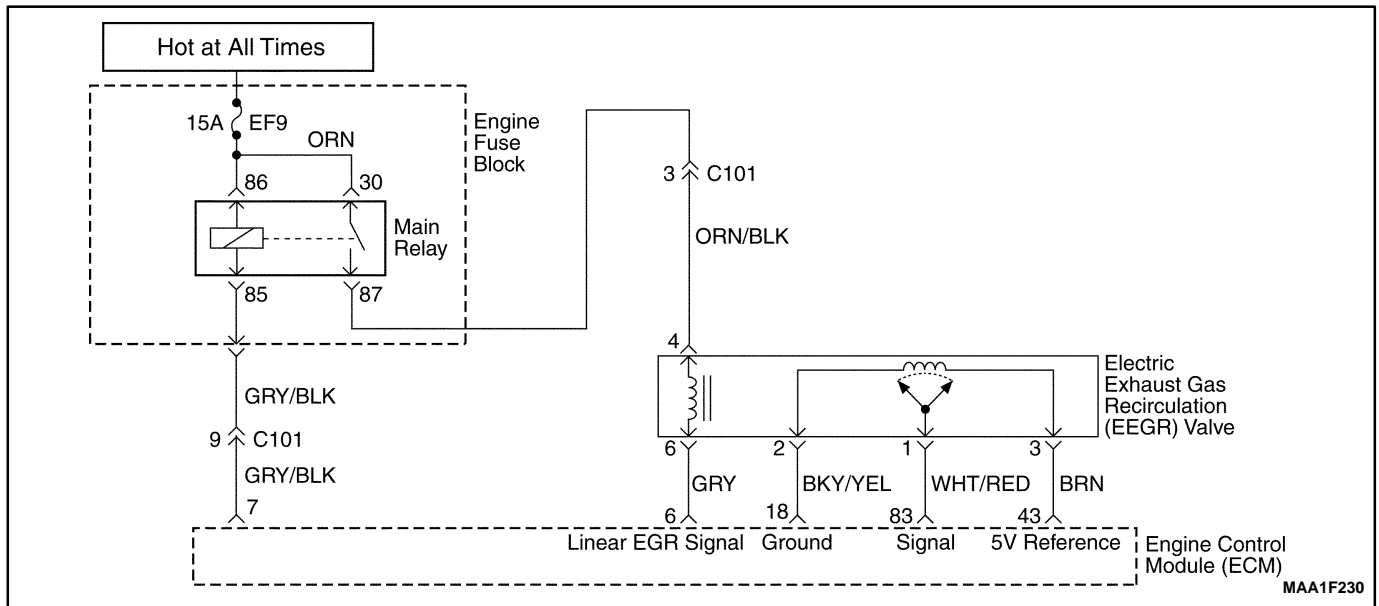 Hot at All Times
15A EF9
ORN
Engine
Fuse
Block
86
30
Main
Relay
85
87
3 C101
ORN/BLK
4
GRY/BLK
9 C101
GRY/BLK
7
Electric
Exhaust Gas
Recirculation
(EEGR) Valve
6
2
1
3
GRY
BKY/YEL
WHT/RED
BRN
6
18
83
43
Linear EGR Signal
Ground
Signal
5V Reference
Engine Control
Module (ECM)
MAA1F230